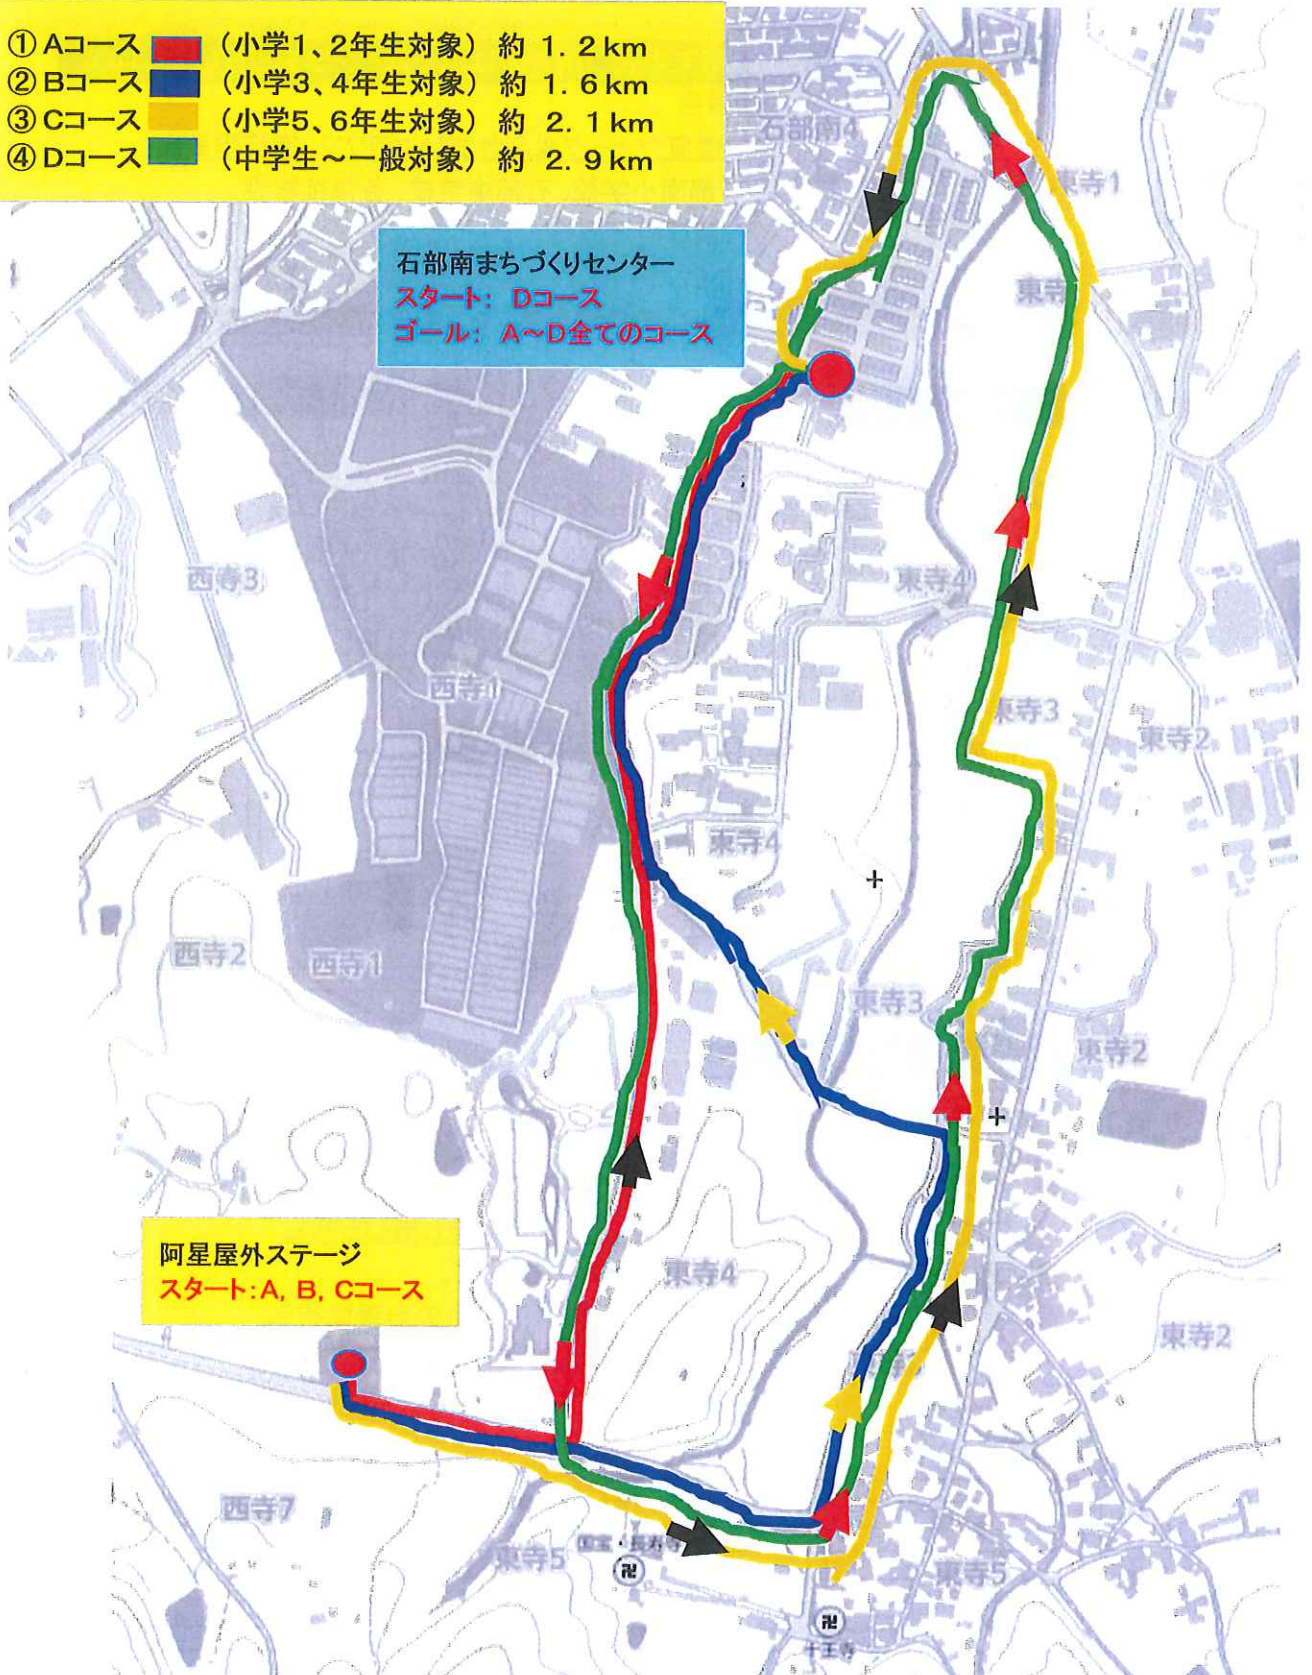 ① Aコース (小学1、2年生対象) 約 1.2km
② Bコース (小学3、4年生対象) 約 1.6km
③ Cコース (小学5、6年生対象) 約 2.1km
④ Dコース (中学生～一般対象) 約 2.9km
石部南4
東寺1
石部南まちづくりセンター
スタート: Dコース
ゴール: A～D全てのコース
東寺
西寺3
東寺4
西寺1
東寺3
東寺2
東寺4
西寺2
西寺1
東寺3
東寺2
阿星屋外ステージ
スタート:A, B, Cコース
東寺4
東寺2
西寺7
東寺5
国宝・長寿寺
東寺5
十王寺